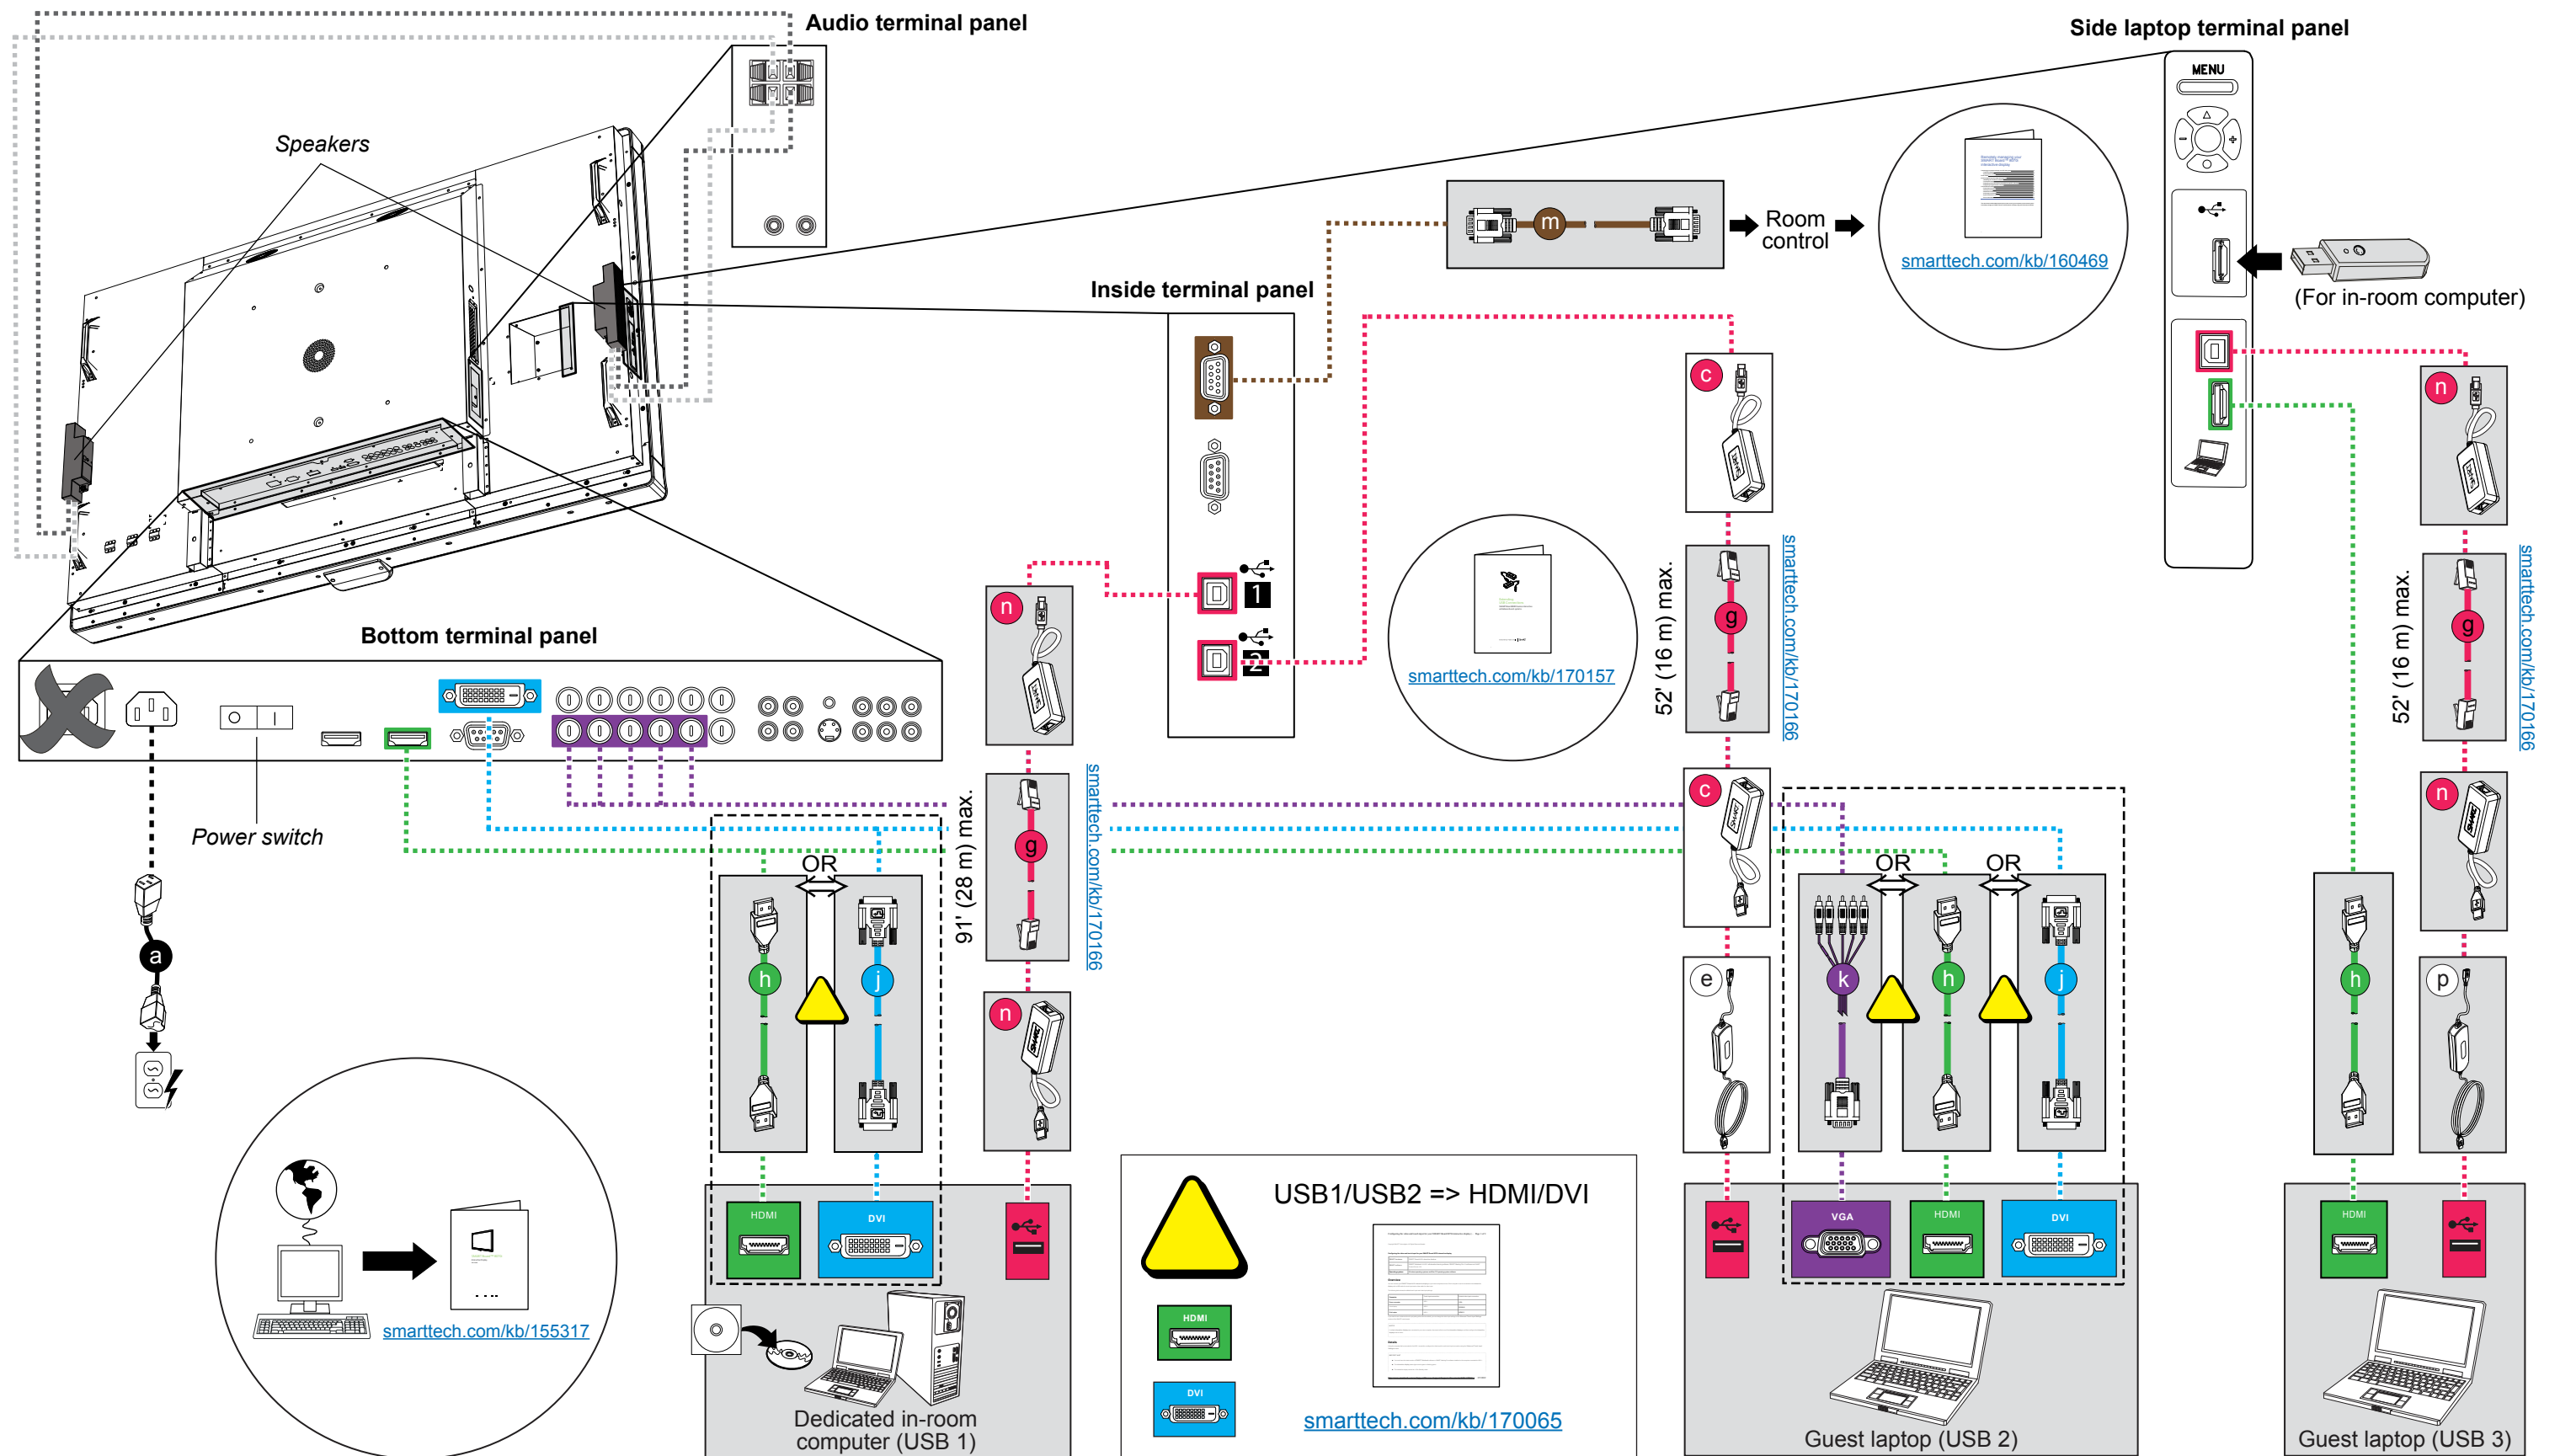 Audio terminal panel
Side laptop terminal panel
MENU
Speakers
m
Room
control
smarttech.com/kb/160469
(For in-room computer)
Inside terminal panel
c
n
n
1
2
smarttech.com/kb/170157
g
52' (16 m) max.
smarttech.com/kb/170166
g
52' (16 m) max.
smarttech.com/kb/170166
Bottom terminal panel
Power switch
a
c
n
g
91' (28 m) max.
smarttech.com/kb/170166
OR
OR
OR
h
j
n
e
k
h
j
h
p
SMART
smarttech.com/kb/155317
HDMI
DVI
USB1/USB2 => HDMI/DVI
HDMI
DVI
smarttech.com/kb/170065
VGA
HDMI
DVI
HDMI
Dedicated in-room
computer (USB 1)
Guest laptop (USB 2)
Guest laptop (USB 3)